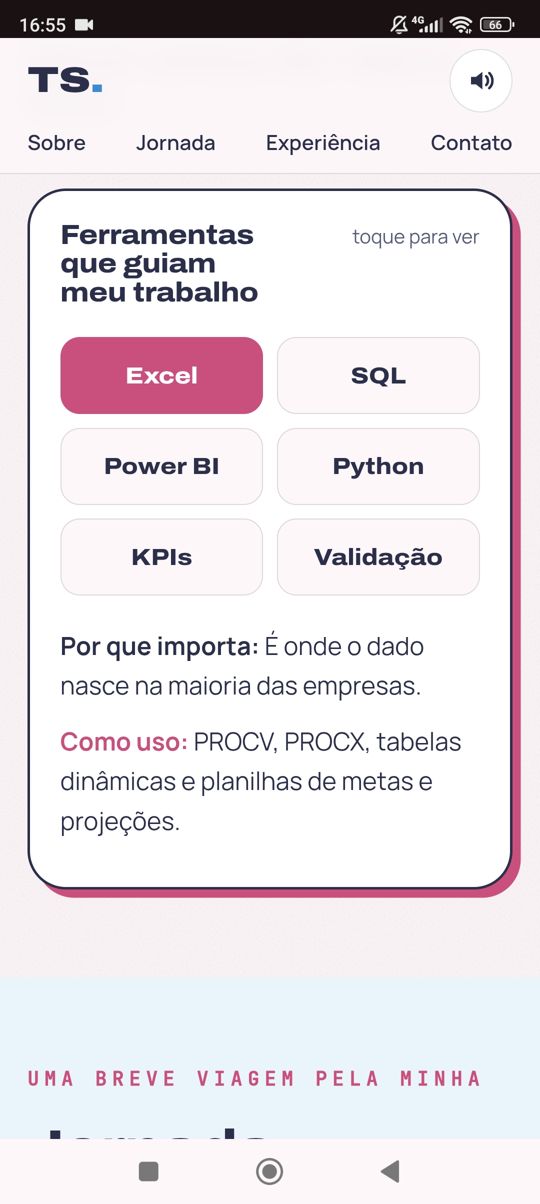 16:55
4G
66
TS.
Sobre Jornada Experiência Contato
Ferramentas
que guiam
meu trabalho
toque para ver
Excel SQL
Power BI Python
KPIs Validação
Por que importa: É onde o dado
nasce na maioria das empresas.
Como uso: PROCV, PROCX, tabelas
dinâmicas e planilhas de metas e
projeções.
UMA BREVE VIAGEM PELA MINHA